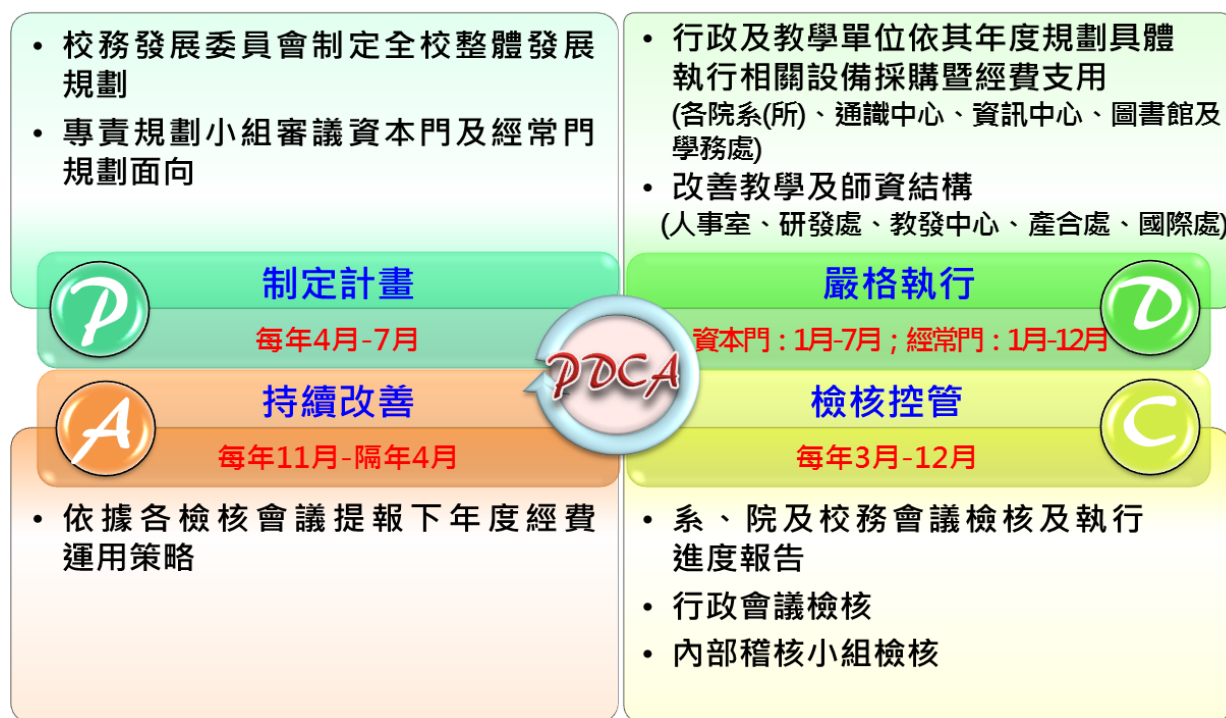 • 校務發展委員會制定全校整體發展
規劃
• 專責規劃小組審議資本門及經常門
規劃面向
P
制定計畫
每年4月-7月
• 行政及教學單位依其年度規劃具體
執行相關設備採購暨經費支用
(各院系(所)、通識中心、資訊中心、圖書館及
學務處)
• 改善教學及師資結構
(人事室、研發處、教發中心、產合處、國際處)
嚴格執行
資本門：1月-7月；經常門：1月-12月
D
PDCA
A
持續改善
每年11月-隔年4月
• 依據各檢核會議提報下年度經費
運用策略
檢核控管
每年3月-12月
C
• 系、院及校務會議檢核及執行
進度報告
• 行政會議檢核
• 內部稽核小組檢核